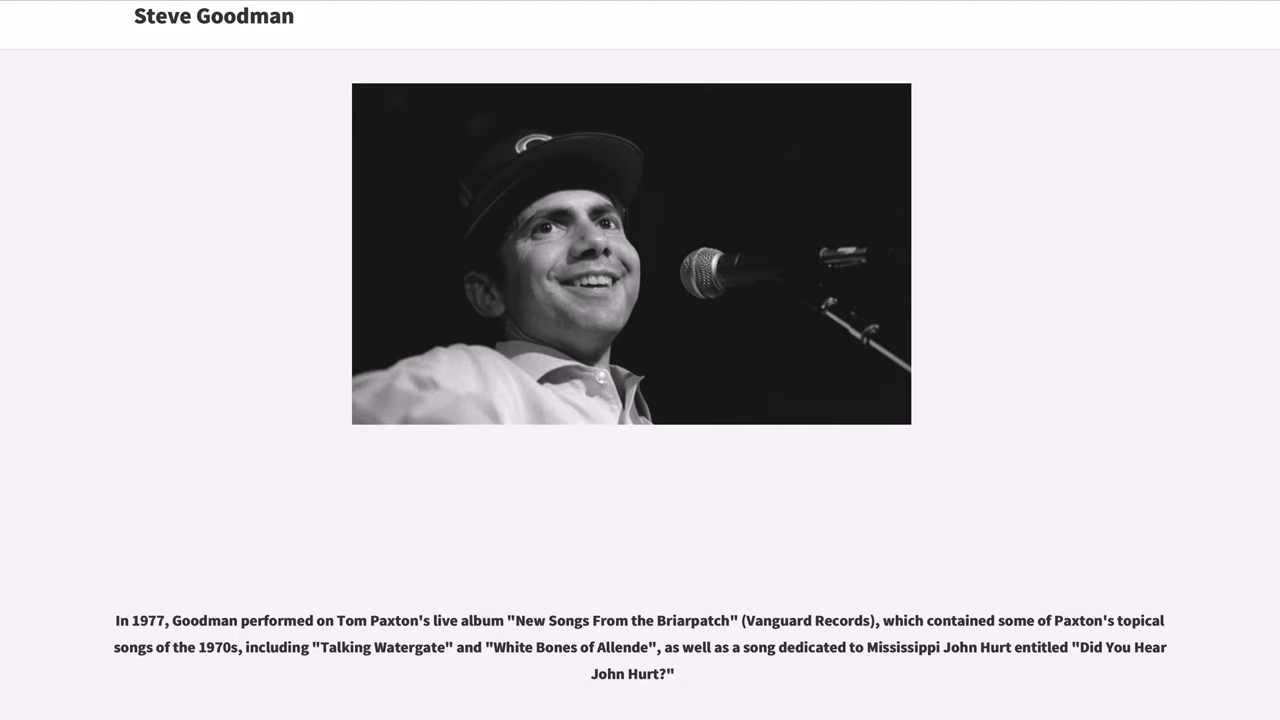 Steve Goodman
In 1977, Goodman performed on Tom Paxton's live album "New Songs From the Briarpatch" (Vanguard Records), which contained some of Paxton's topical
songs of the 1970s, including "Talking Watergate" and "White Bones of Allende", as well as a song dedicated to Mississippi John Hurt entitled "Did You Hear
John Hurt?"